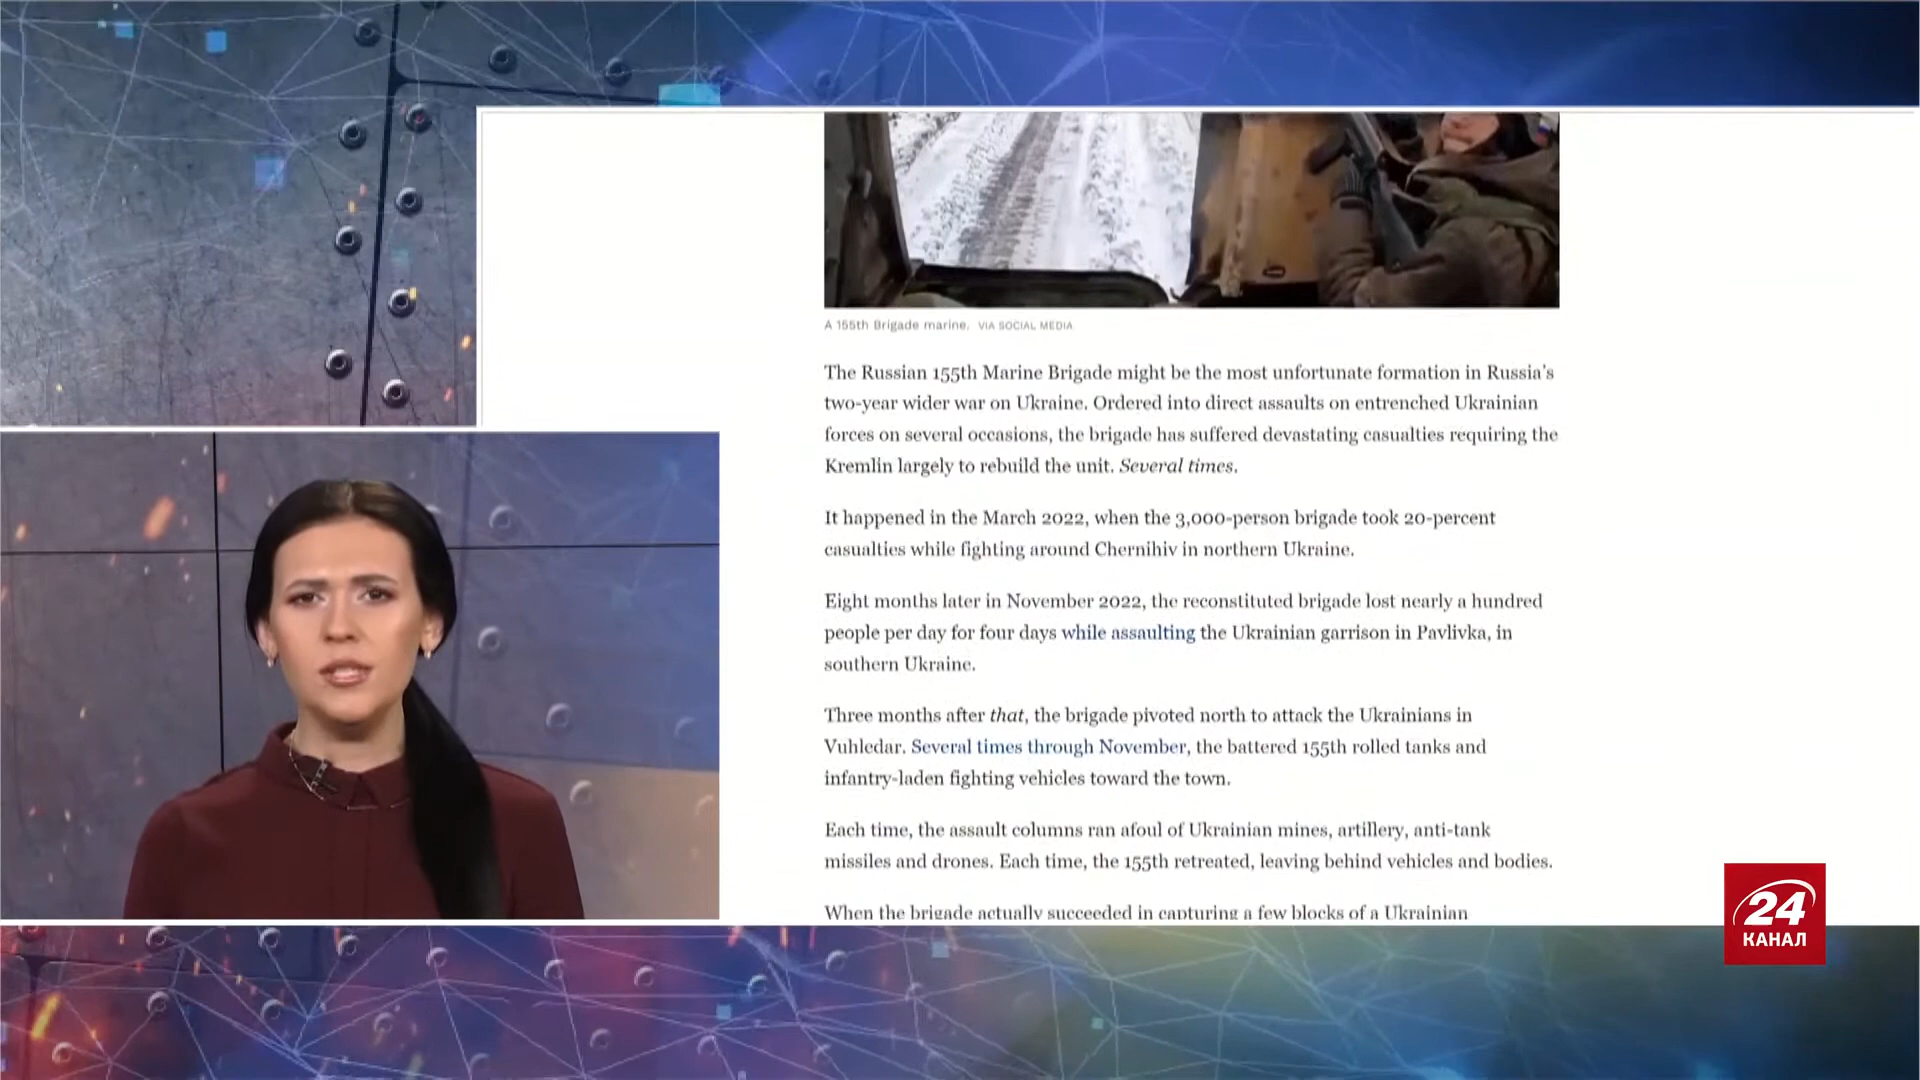 A 155th Brigade marine. VIA SOCIAL MEDIA
The Russian 155th Marine Brigade might be the most unfortunate formation in Russia's
two-year wider war on Ukraine. Ordered into direct assaults on entrenched Ukrainian
forces on several occasions, the brigade has suffered devastating casualties requiring the
Kremlin largely to rebuild the unit. Several times.
It happened in the March 2022, when the 3,000-person brigade took 20-percent
casualties while fighting around Chernihiv in northern Ukraine.
Eight months later in November 2022, the reconstituted brigade lost nearly a hundred
people per day for four days while assaulting the Ukrainian garrison in Pavlivka, in
southern Ukraine.
Three months after that, the brigade pivoted north to attack the Ukrainians in
Vuhledar. Several times through November, the battered 155th rolled tanks and
infantry-laden fighting vehicles toward the town.
Each time, the assault columns ran afoul of Ukrainian mines, artillery, anti-tank
missiles and drones. Each time, the 155th retreated, leaving behind vehicles and bodies.
When the brigade actually succeeded in capturing a few blocks of a Ukrainian
24
КАНАЛ